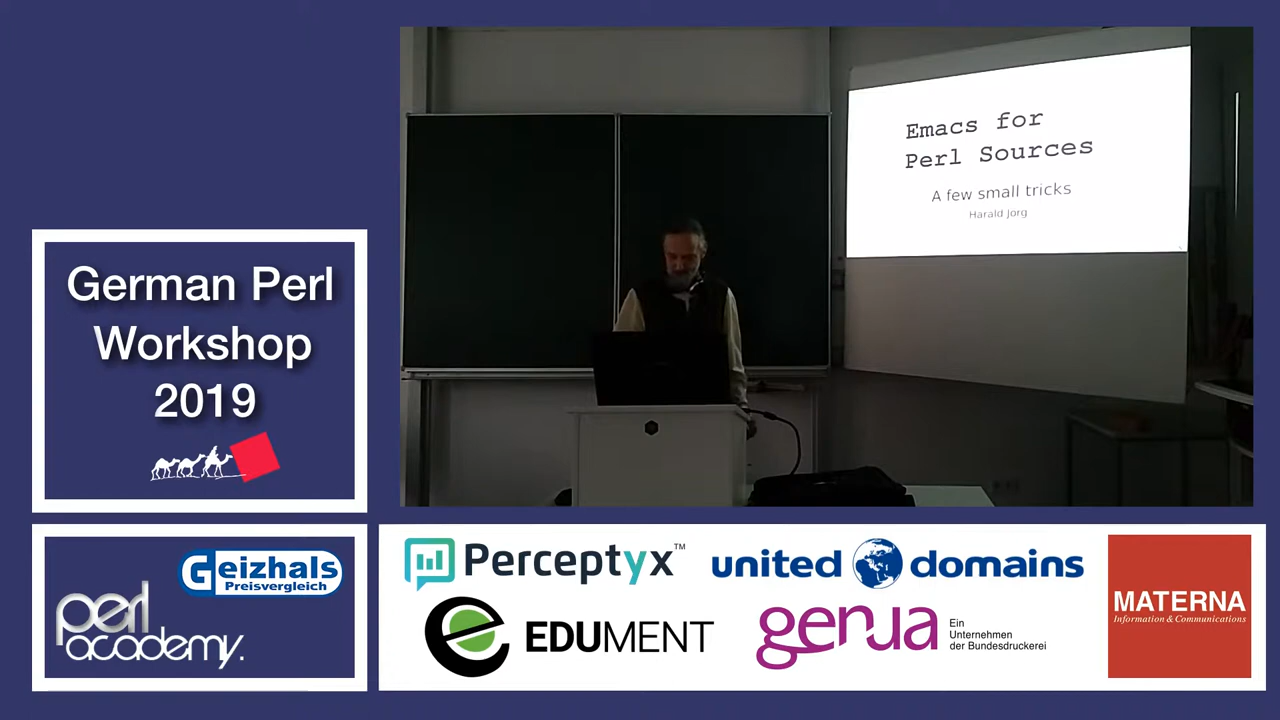 Emacs for
Perl Sources
A few small tricks
Harald Jörg
German Perl
Workshop
2019
Geizhals
Preisvergleich
perl
academy.
Perceptyx™
united domains
EDUMENT
genua
Ein
Unternehmen
der Bundesdruckerei
MATERNA
Information & Communications